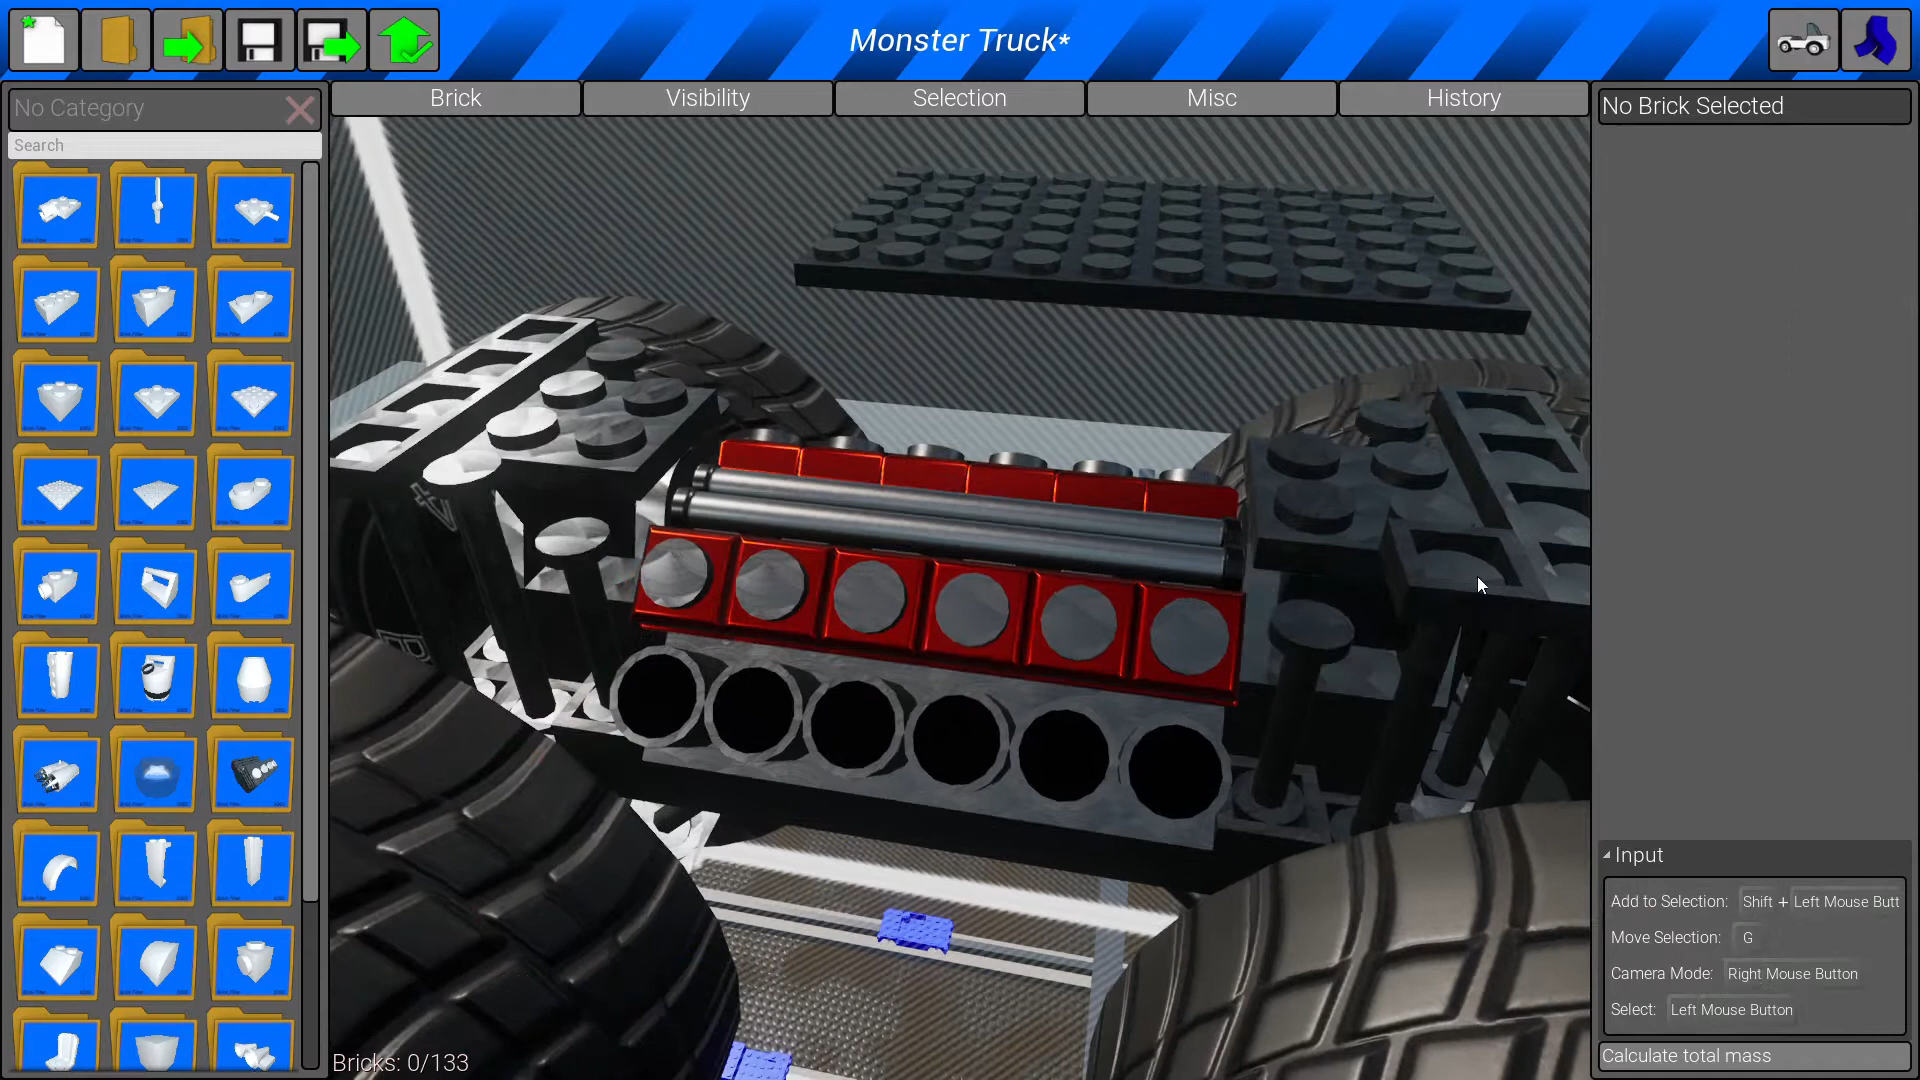 Monster Truck*
No Category
Search
Brick
Visibility
Selection
Misc
History
No Brick Selected
Input
Add to Selection: Shift + Left Mouse Butt
Move Selection: G
Camera Mode: Right Mouse Button
Select: Left Mouse Button
Calculate total mass
Bricks: 0/133